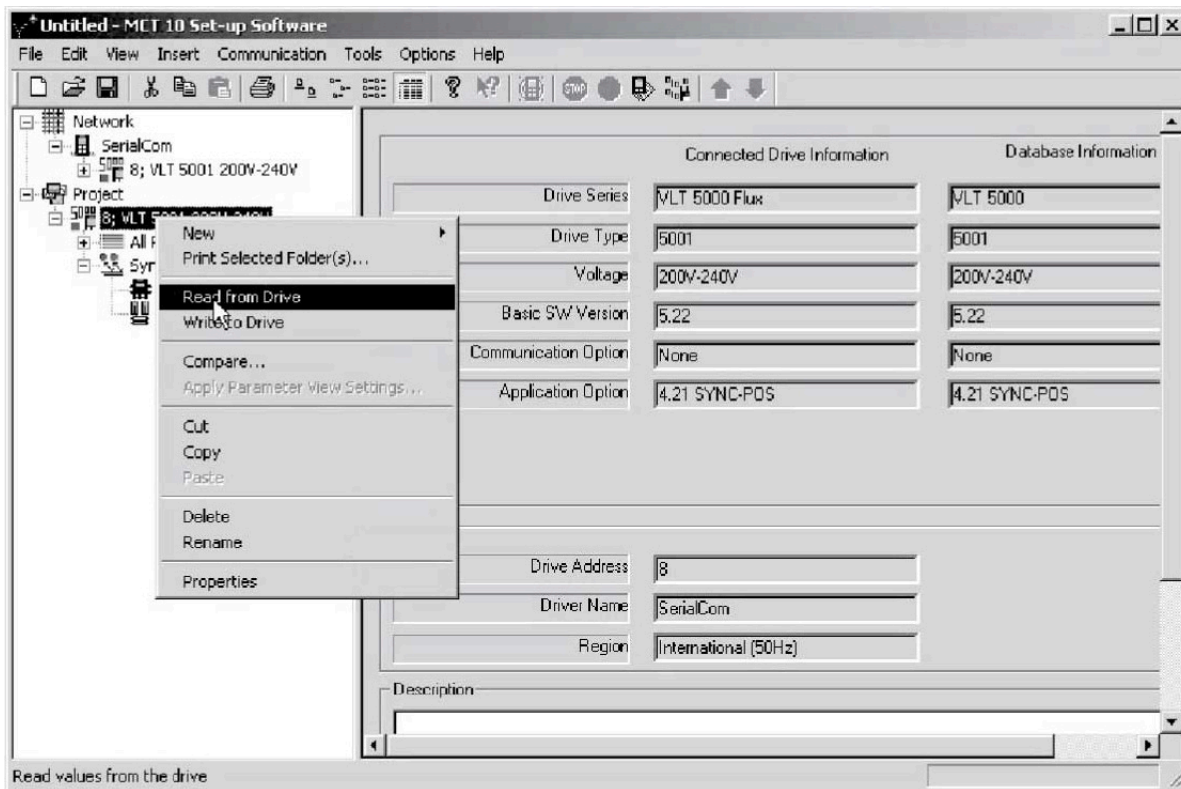 Untitled - MCT 10 Set-up Software
File Edit View Insert Communication Tools Options Help
STOP
Network
SerialCom
8; VLT 5001 200V-240V
Project
8; VLT 5001 200V-240V
All
New
Print Selected Folder(s)...
Read from Drive
Write to Drive
Compare...
Apply Parameter View Settings...
Cut
Copy
Paste
Delete
Rename
Properties
Connected Drive Information Database Information
Drive Series VLT 5000 Flux VLT 5000
Drive Type 5001 5001
Voltage 200V-240V 200V-240V
Basic SW Version 5.22 5.22
Communication Option None None
Application Option 4.21 SYNC-POS 4.21 SYNC-POS
Drive Address 8
Driver Name SerialCom
Region International (50Hz)
Description
Read values from the drive